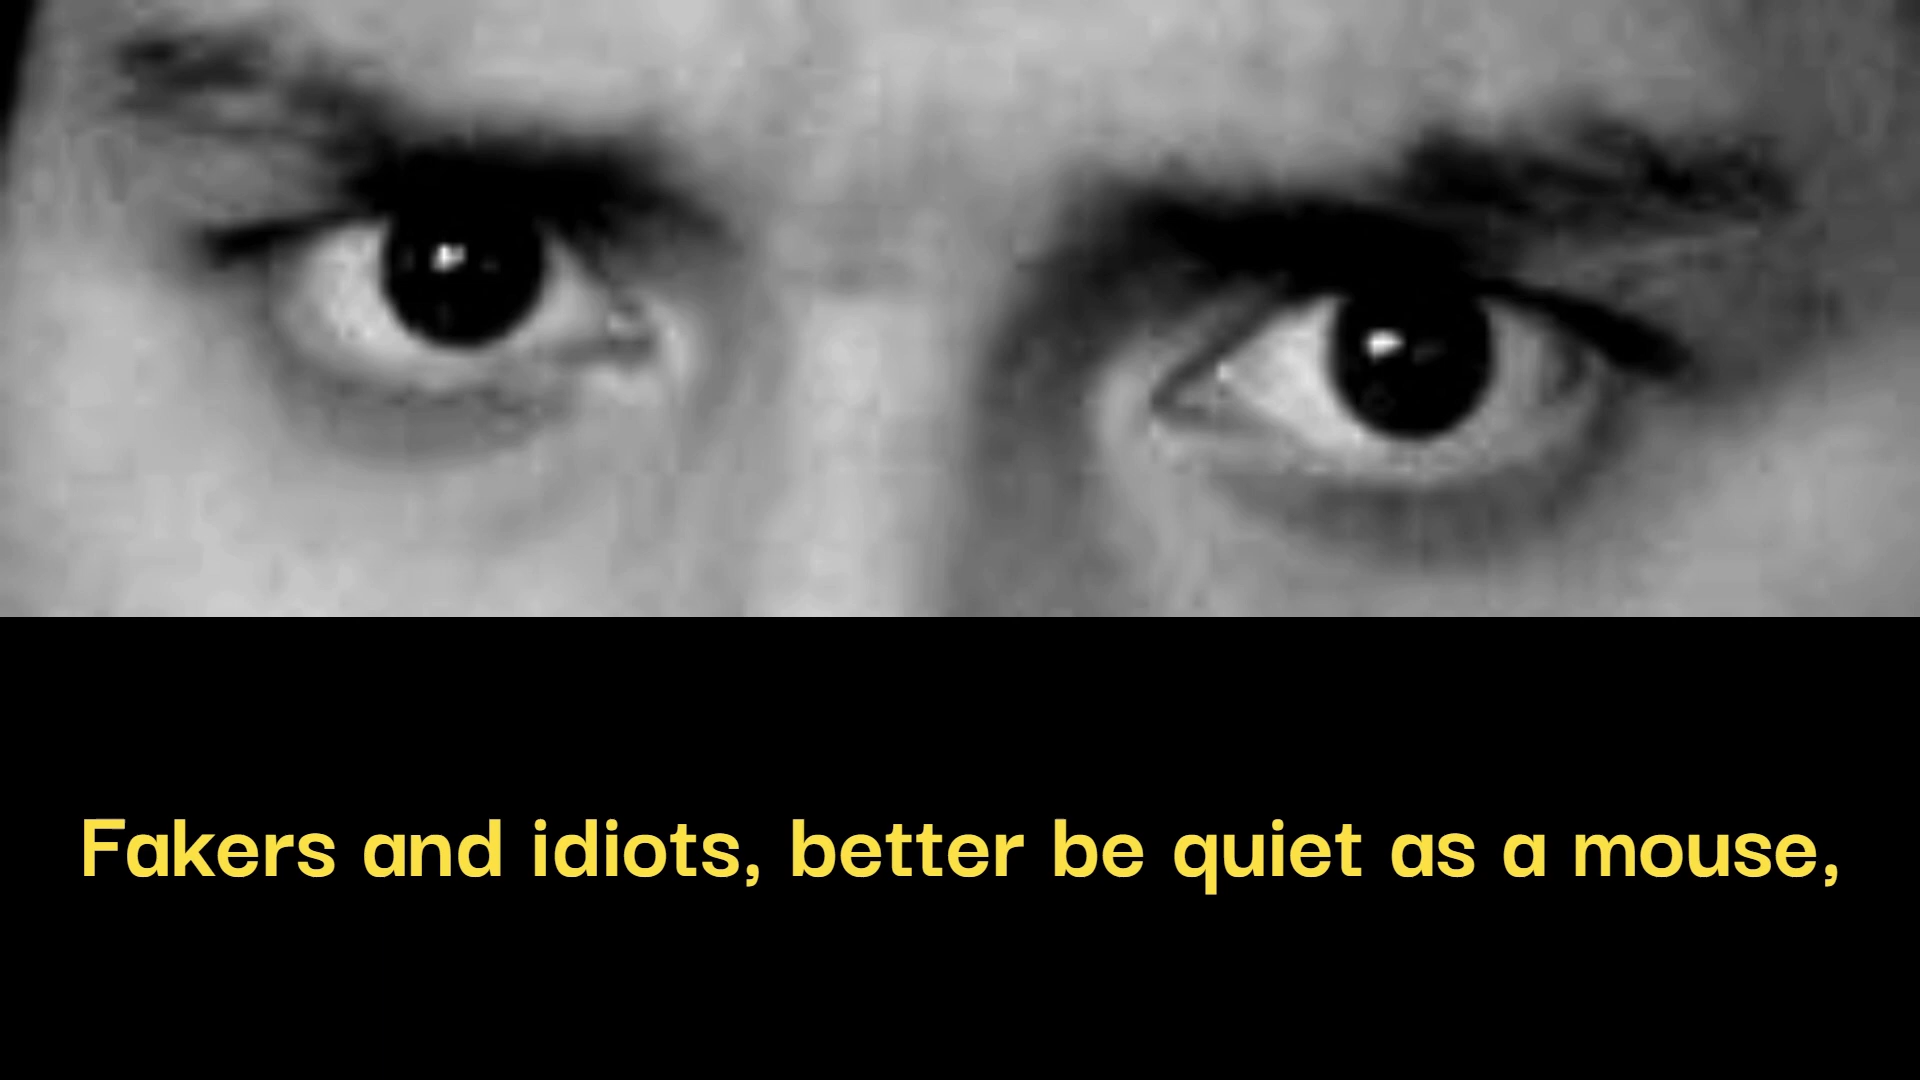 Fakers and idiots, better be quiet as a mouse,